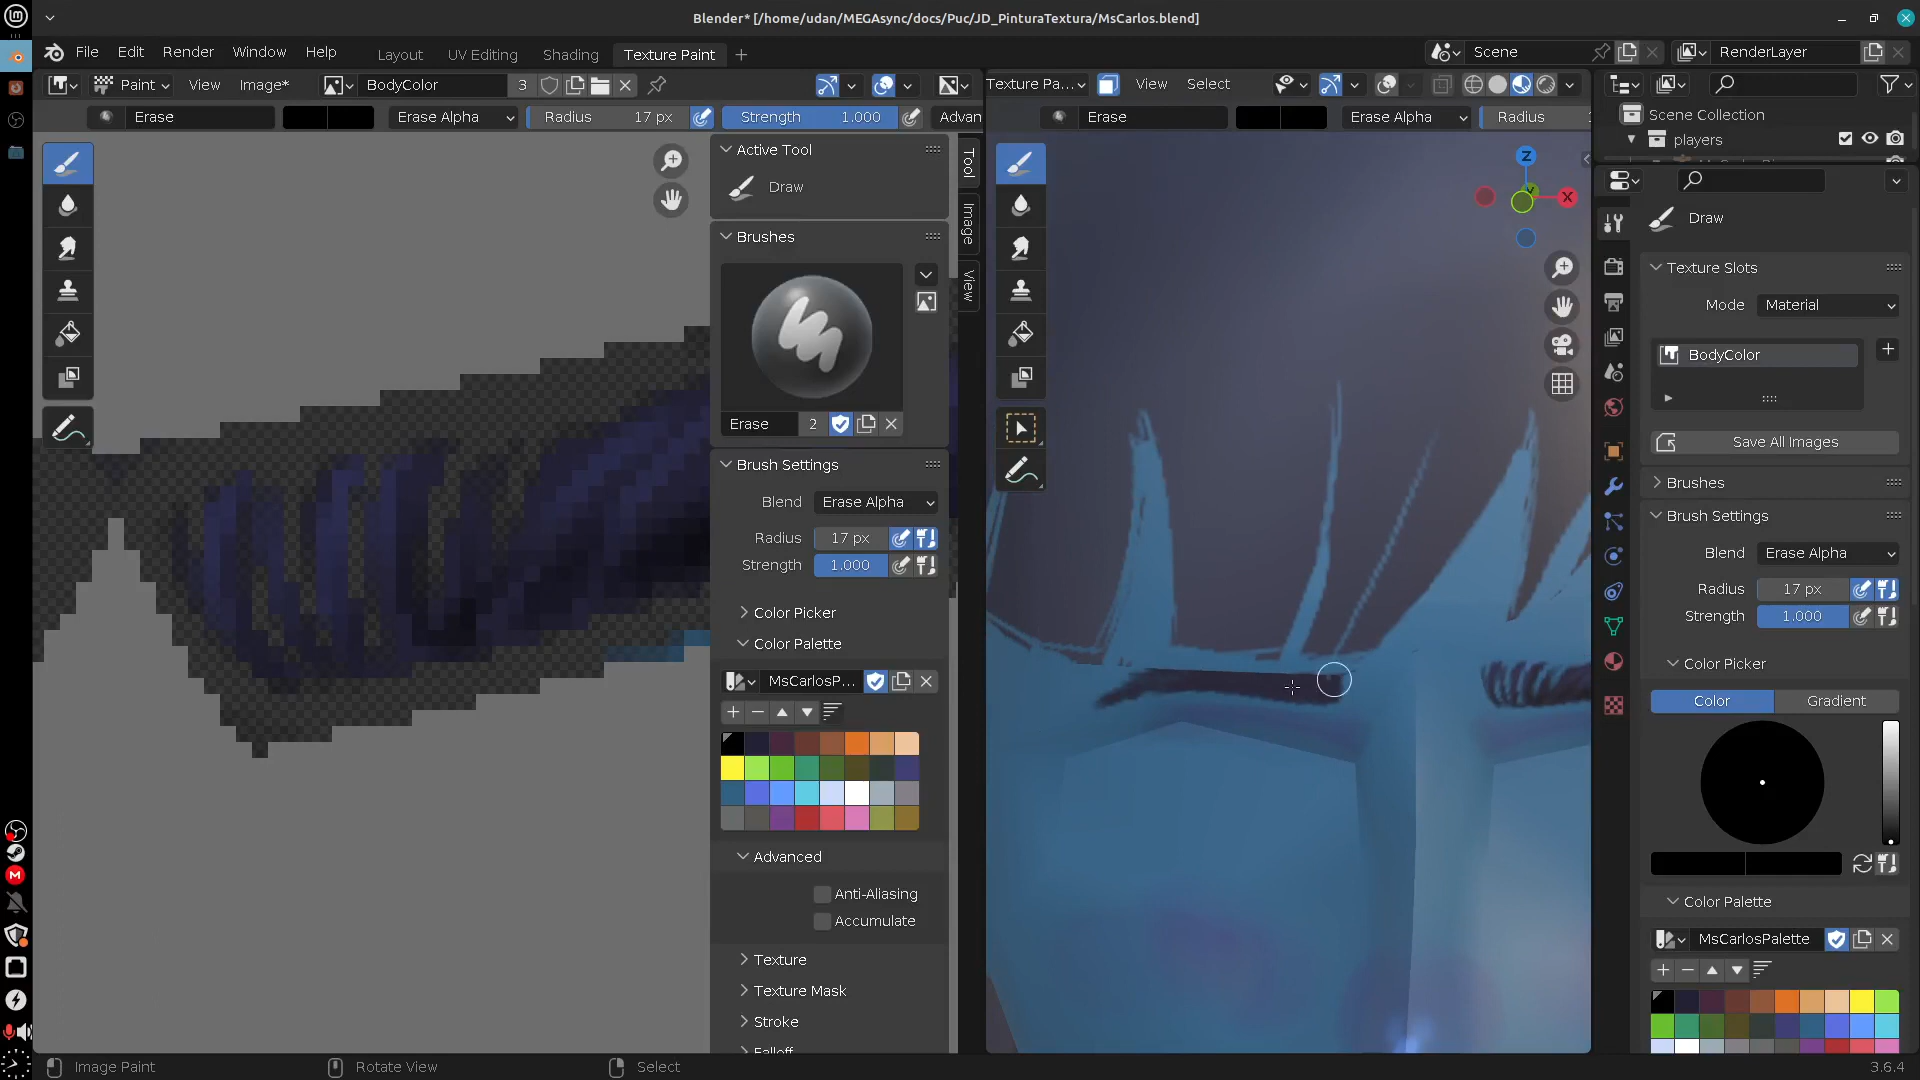 Blender* [/home/udan/MEGAsync/docs/Puc/JD_PinturaTextura/MsCarlos.blend]
File Edit Render Window Help Layout UV Editing Shading Texture Paint Scene RenderLayer
Paint View Image* BodyColor 3 Texture Pa... View Select
Erase Erase Alpha Radius 17 px Strength 1.000 Advan Erase Erase Alpha Radius
Scene Collection
players
Active Tool
Draw
Brushes
Erase 2
Brush Settings
Blend Erase Alpha
Radius 17 px
Strength 1.000
Color Picker
Color Palette
MsCarlosP...
Advanced
Anti-Aliasing
Accumulate
Texture
Texture Mask
Stroke
Falloff
Tool
Image
View
Z
Y
X
Draw
Texture Slots
Mode Material
BodyColor
Save All Images
Brushes
Brush Settings
Blend Erase Alpha
Radius 17 px
Strength 1.000
Color Picker
Color Gradient
Color Palette
MsCarlosPalette
Image Paint Rotate View Select 3.6.4